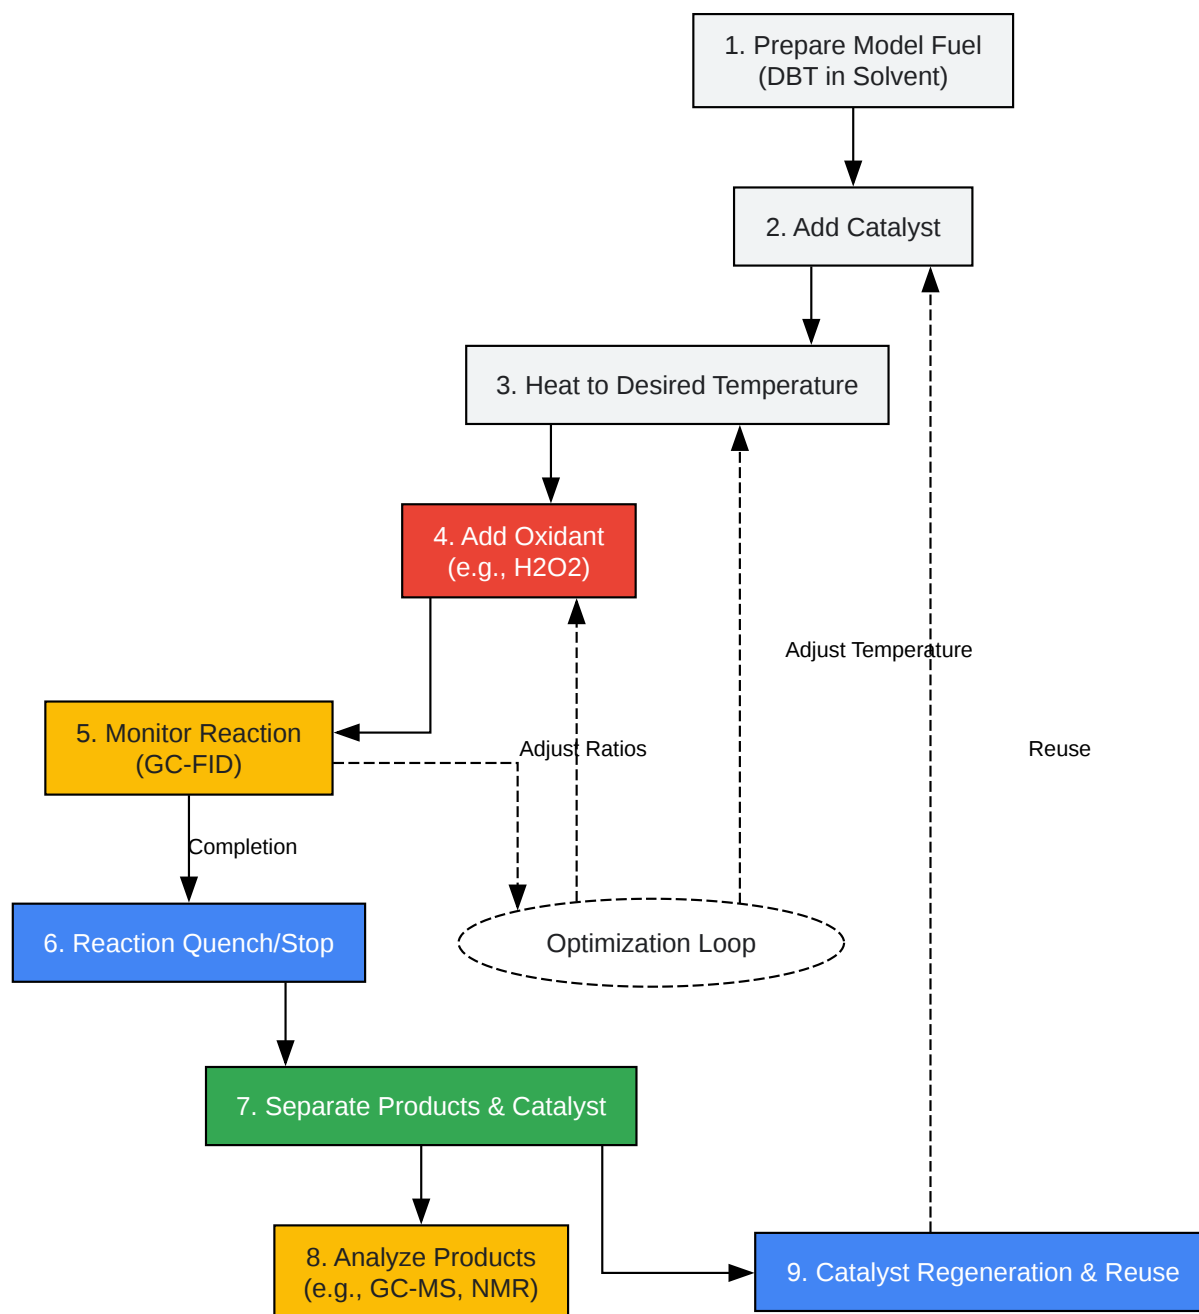 1. Prepare Model Fuel
(DBT in Solvent)
2. Add Catalyst
3. Heat to Desired Temperature
4. Add Oxidant
(e.g., H2O2)
Adjust Temperature
5. Monitor Reaction
(GC-FID)
Adjust Ratios
Reuse
Completion
6. Reaction Quench/Stop
Optimization Loop
7. Separate Products & Catalyst
8. Analyze Products
(e.g., GC-MS, NMR)
9. Catalyst Regeneration & Reuse